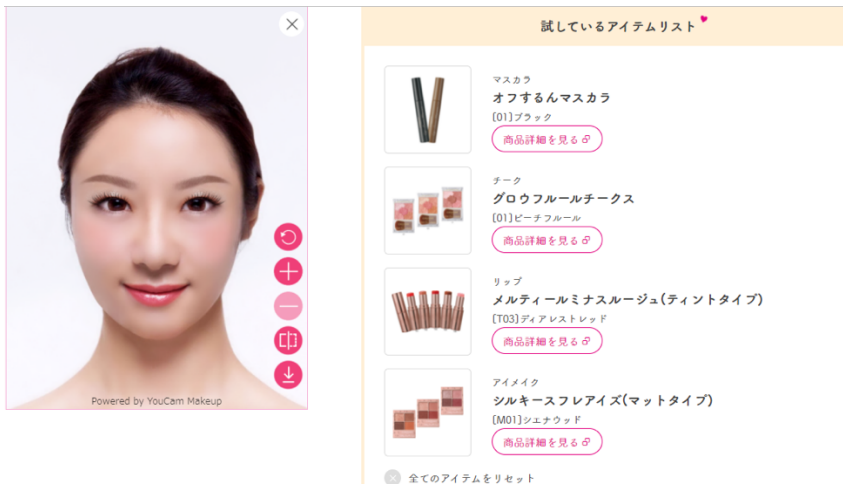 試しているアイテムリスト
マスカラ
オフするんマスカラ
[01]ブラック
商品詳細を見る
チーク
グロウフルールチークス
[01]ピーチフルール
商品詳細を見る
リップ
メルティールミナスルージュ(ティントタイプ)
[T03]ディアレストレッド
商品詳細を見る
アイメイク
シルキースフレアイズ(マットタイプ)
[M01]シエナウッド
商品詳細を見る
全てのアイテムをリセット
Powered by YouCam Makeup